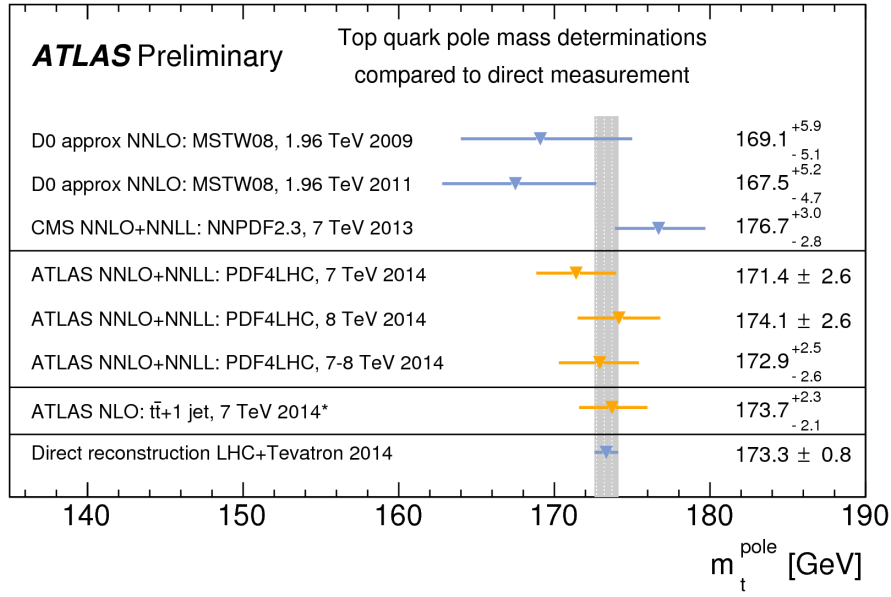 ATLAS Preliminary
Top quark pole mass determinations
compared to direct measurement
D0 approx NNLO: MSTW08, 1.96 TeV 2009 169.1 +5.9 - 5.1
D0 approx NNLO: MSTW08, 1.96 TeV 2011 167.5 +5.2 - 4.7
CMS NNLO+NNLL: NNPDF2.3, 7 TeV 2013 176.7 +3.0 - 2.8
ATLAS NNLO+NNLL: PDF4LHC, 7 TeV 2014 171.4 ± 2.6
ATLAS NNLO+NNLL: PDF4LHC, 8 TeV 2014 174.1 ± 2.6
ATLAS NNLO+NNLL: PDF4LHC, 7-8 TeV 2014 172.9 +2.5 - 2.6
ATLAS NLO: tt̄+1 jet, 7 TeV 2014* 173.7 +2.3 - 2.1
Direct reconstruction LHC+Tevatron 2014 173.3 ± 0.8
140 150 160 170 180 190
m t pole [GeV]